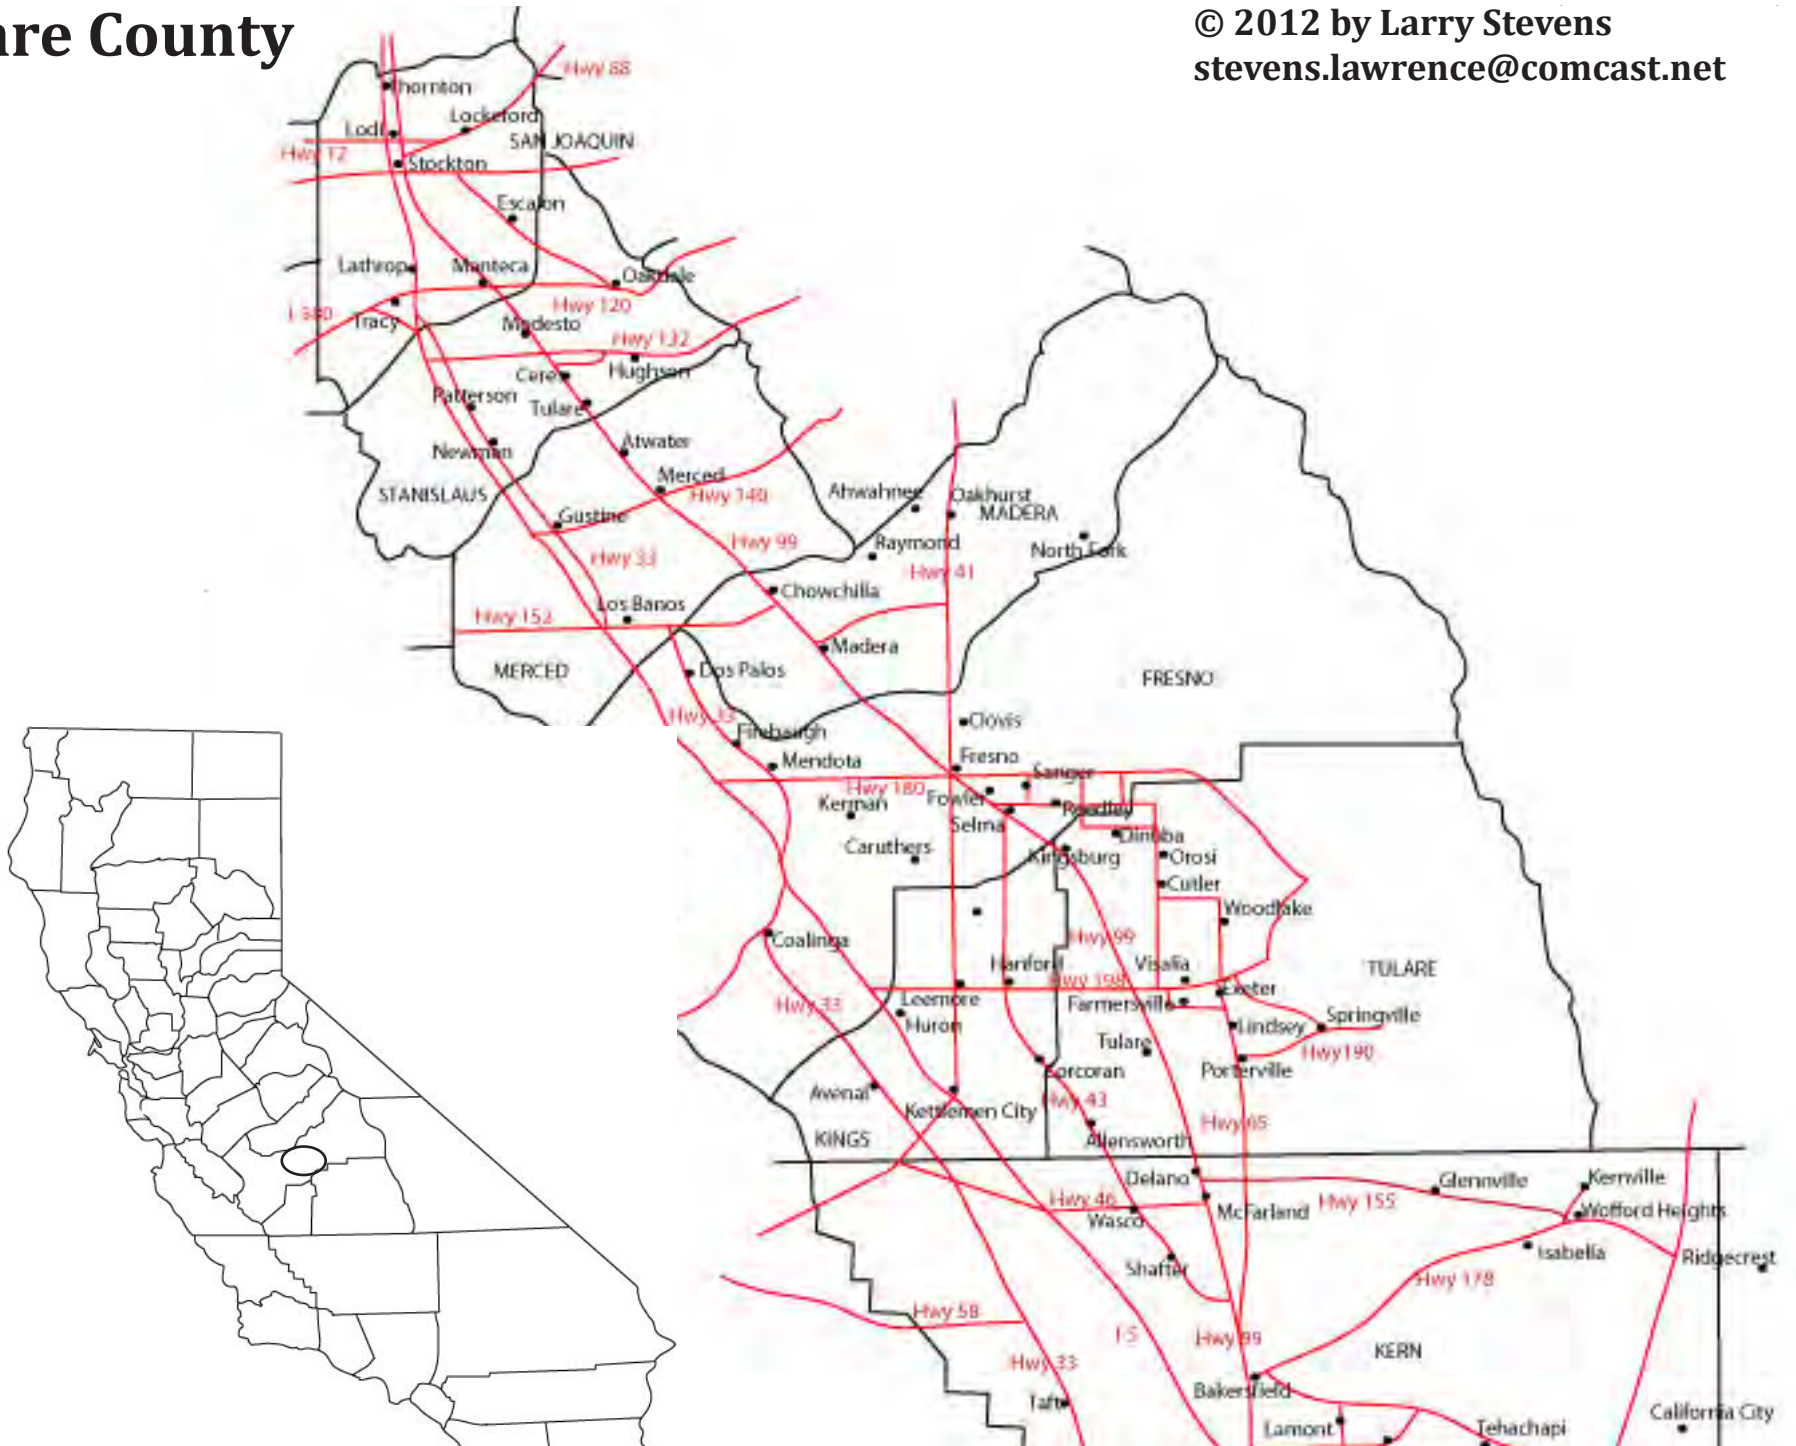 are County
© 2012 by Larry Stevens
stevens.lawrence@comcast.net
Hwy 88
Thornton
Lockeford
Lodi
SAN JOAQUIN
Hwy 12
Stockton
Escalon
Lathrop
Manteca
Oakdale
Hwy 120
Tracy
Modesto
Hwy 132
Ceres
Hughson
Patterson
Tulare
Newman
Atwater
Merced
STANISLAUS
Hwy 140
Ahwahnee
Oakhurst
MADERA
Gustine
Hwy 99
Raymond
North Fork
Hwy 33
Hwy 41
Chowchilla
Los Banos
Hwy 152
Madera
MERCED
Dos Palos
FRESNO
Hwy 33
Clovis
Firebaugh
Fresno
Mendota
Sanger
Hwy 180
Kerman
Fowler
Reedley
Selma
Dinuba
Caruthers
Kingsburg
Orosi
Cutler
Woodlake
Coalinga
Hwy 99
Hanford
Visalia
TULARE
Hwy 198
Exeter
Leemore
Farmersville
Hwy 33
Huron
Lindsey
Springville
Tulare
Hwy190
Corcoran
Porterville
Avenal
Kettlemen City
Hwy 43
Hwy 65
KINGS
Allensworth
Delano
Glennville
Kernville
Hwy 46
Hwy 155
Wasco
McFarland
Wofford Heights
Isabella
Ridgecrest
Shafter
Hwy 178
Hwy 58
I-5
Hwy 99
KERN
Hwy 33
Bakersfield
Taft
Lamont
Tehachapi
California City